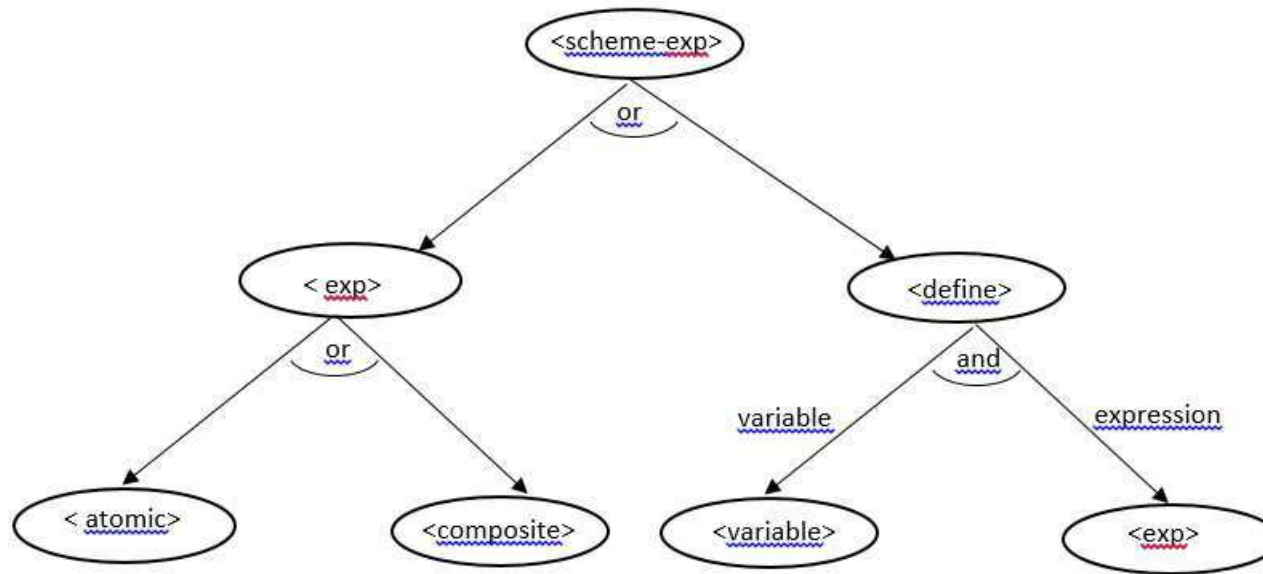 <scheme-exp>
or
< exp>
<define>
or
and
variable
expression
< atomic>
<composite>
<variable>
<exp>